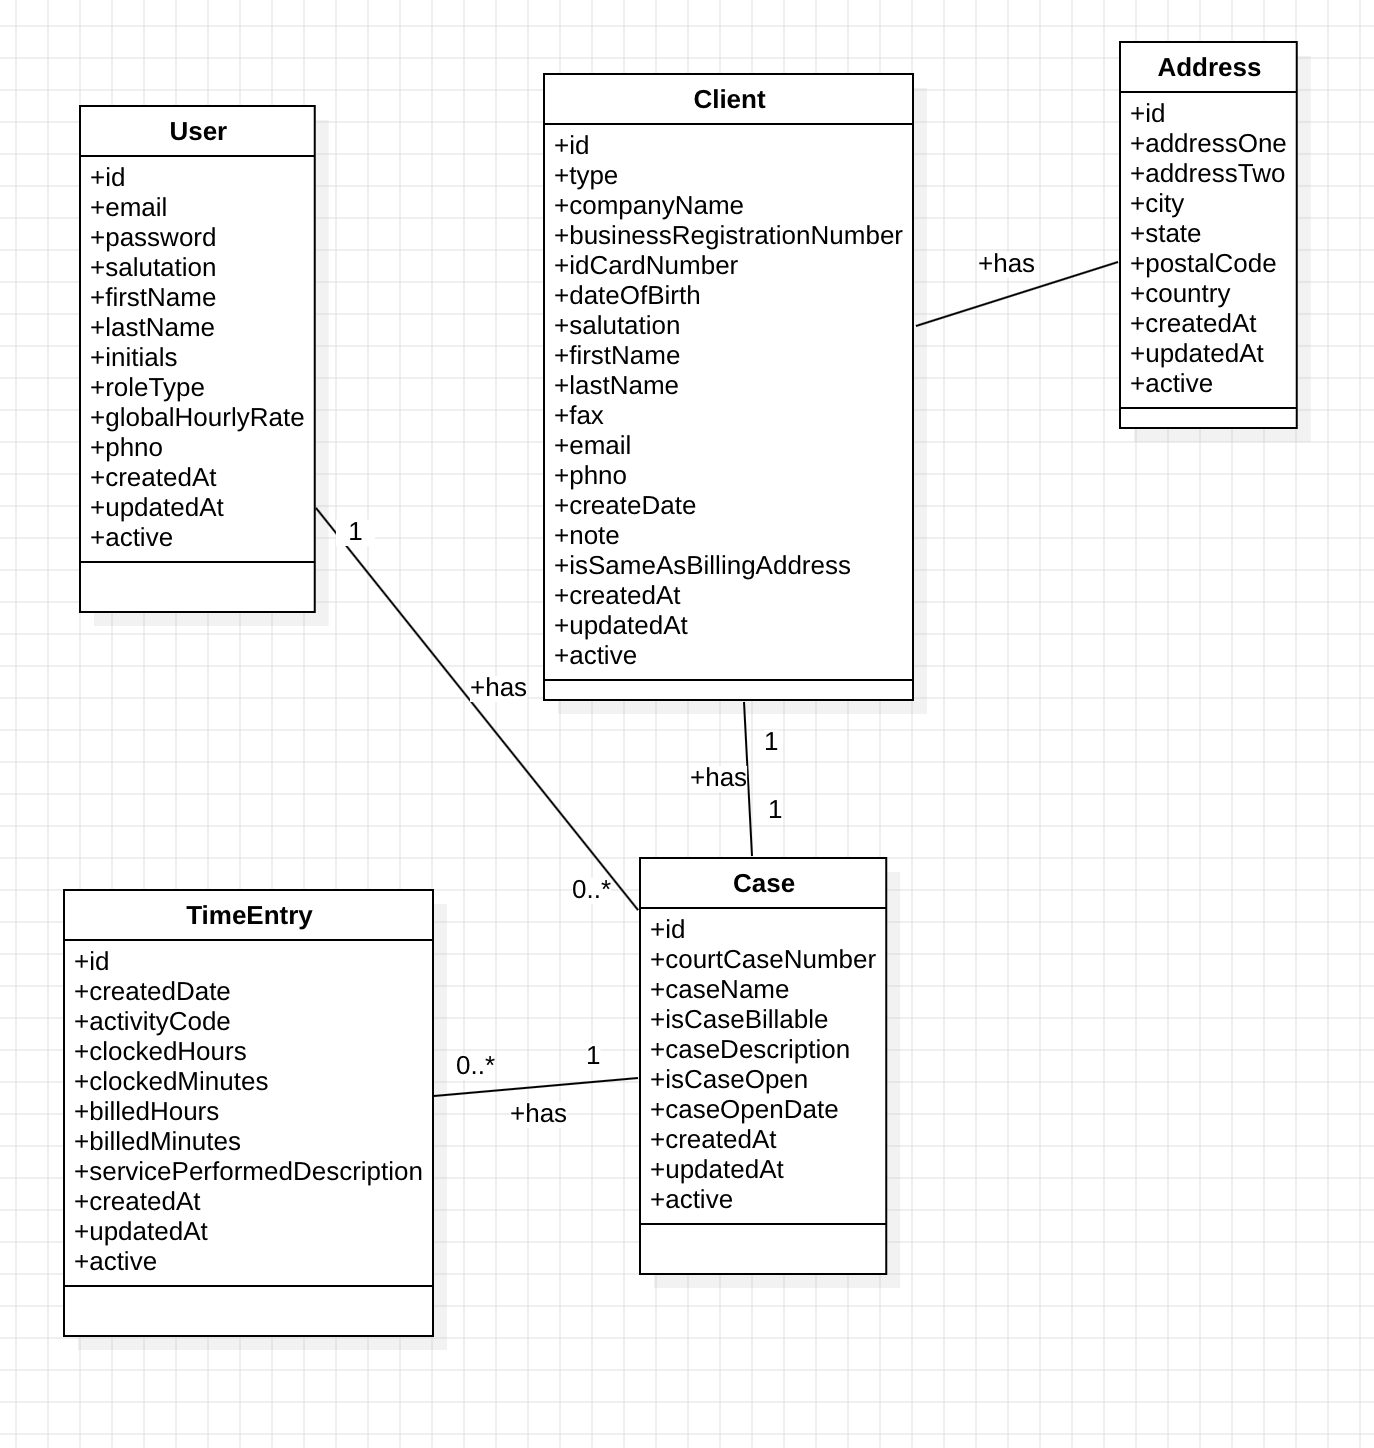 User
+id
+email
+password
+salutation
+firstName
+lastName
+initials
+roleType
+globalHourlyRate
+phno
+createdAt
+updatedAt
+active
Client
+id
+type
+companyName
+businessRegistrationNumber
+idCardNumber
+dateOfBirth
+salutation
+firstName
+lastName
+fax
+email
+phno
+createDate
+note
+isSameAsBillingAddress
+createdAt
+updatedAt
+active
Address
+id
+addressOne
+addressTwo
+city
+state
+postalCode
+country
+createdAt
+updatedAt
+active
+has
1
+has
0..*
1
+has
1
TimeEntry
+id
+createdDate
+activityCode
+clockedHours
+clockedMinutes
+billedHours
+billedMinutes
+servicePerformedDescription
+createdAt
+updatedAt
+active
0..*
1
+has
Case
+id
+courtCaseNumber
+caseName
+isCaseBillable
+caseDescription
+isCaseOpen
+caseOpenDate
+createdAt
+updatedAt
+active